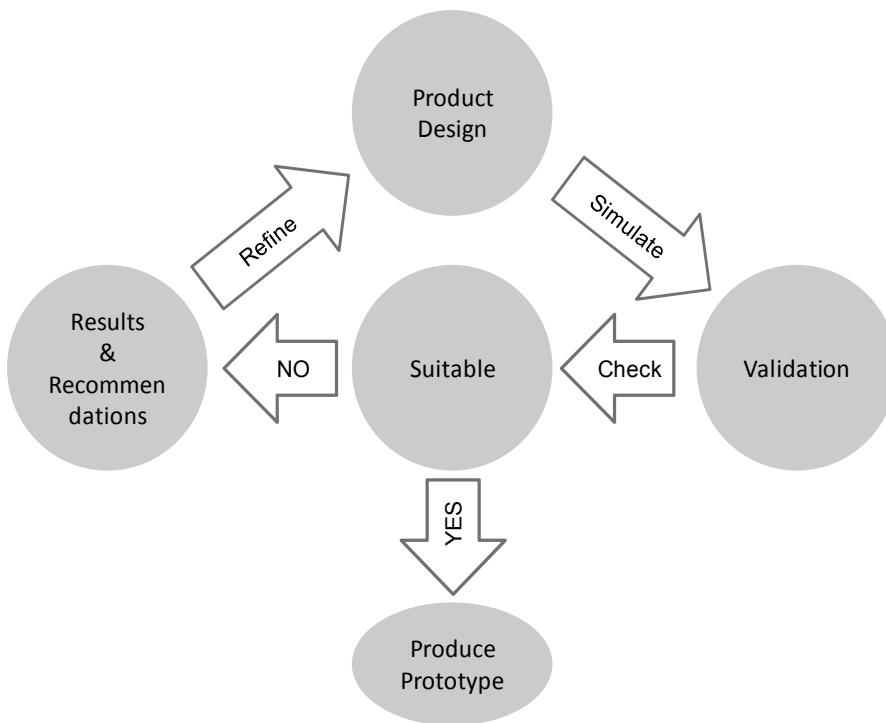 Product
Design
Simulate
Refine
Results
&
Recommen
dations
NO
Suitable
Check
Validation
YES
Produce
Prototype